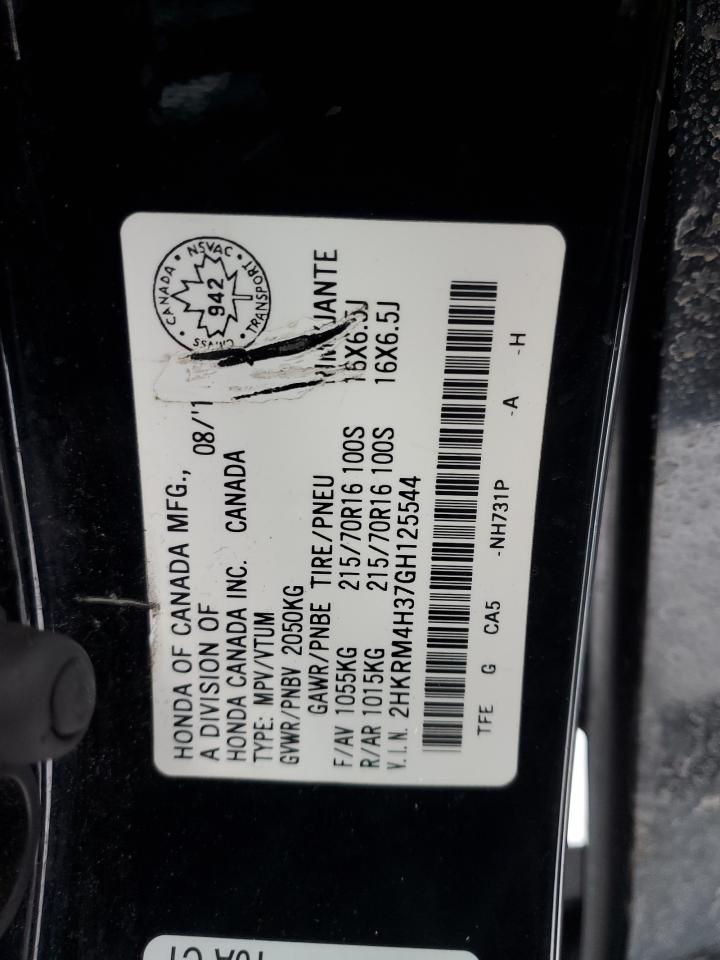 HONDA OF CANADA MFG., 08/'1
A DIVISION OF
HONDA CANADA INC. CANADA
TYPE: MPV/VTUM
GVWR/PNBV 2050KG
GAWR/PNBE TIRE/PNEU JANTE
F/AV 1055KG 215/70R16 100S 16X6.5J
R/AR 1015KG 215/70R16 100S 16X6.5J
V.I.N. 2HKRM4H37GH125544
TFE G CA5 -NH731P -A -H
CANADA • NSVAC • TRANSPORT
942